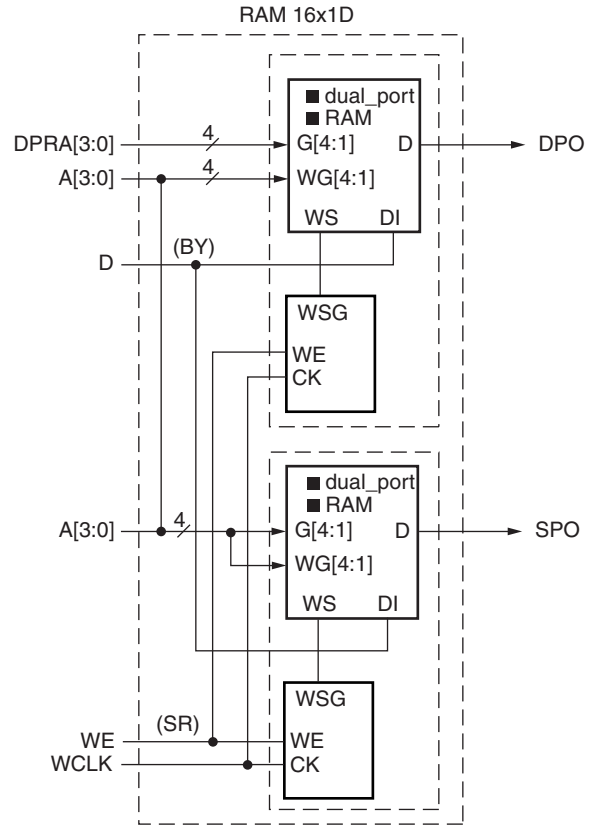 RAM 16x1D
dual_port
RAM
DPRA[3:0]
4
G[4:1]
D
DPO
A[3:0]
4
WG[4:1]
WS
DI
D
(BY)
WSG
WE
CK
dual_port
RAM
A[3:0]
4
G[4:1]
D
SPO
WG[4:1]
WS
DI
WSG
WE
(SR)
WE
WCLK
CK